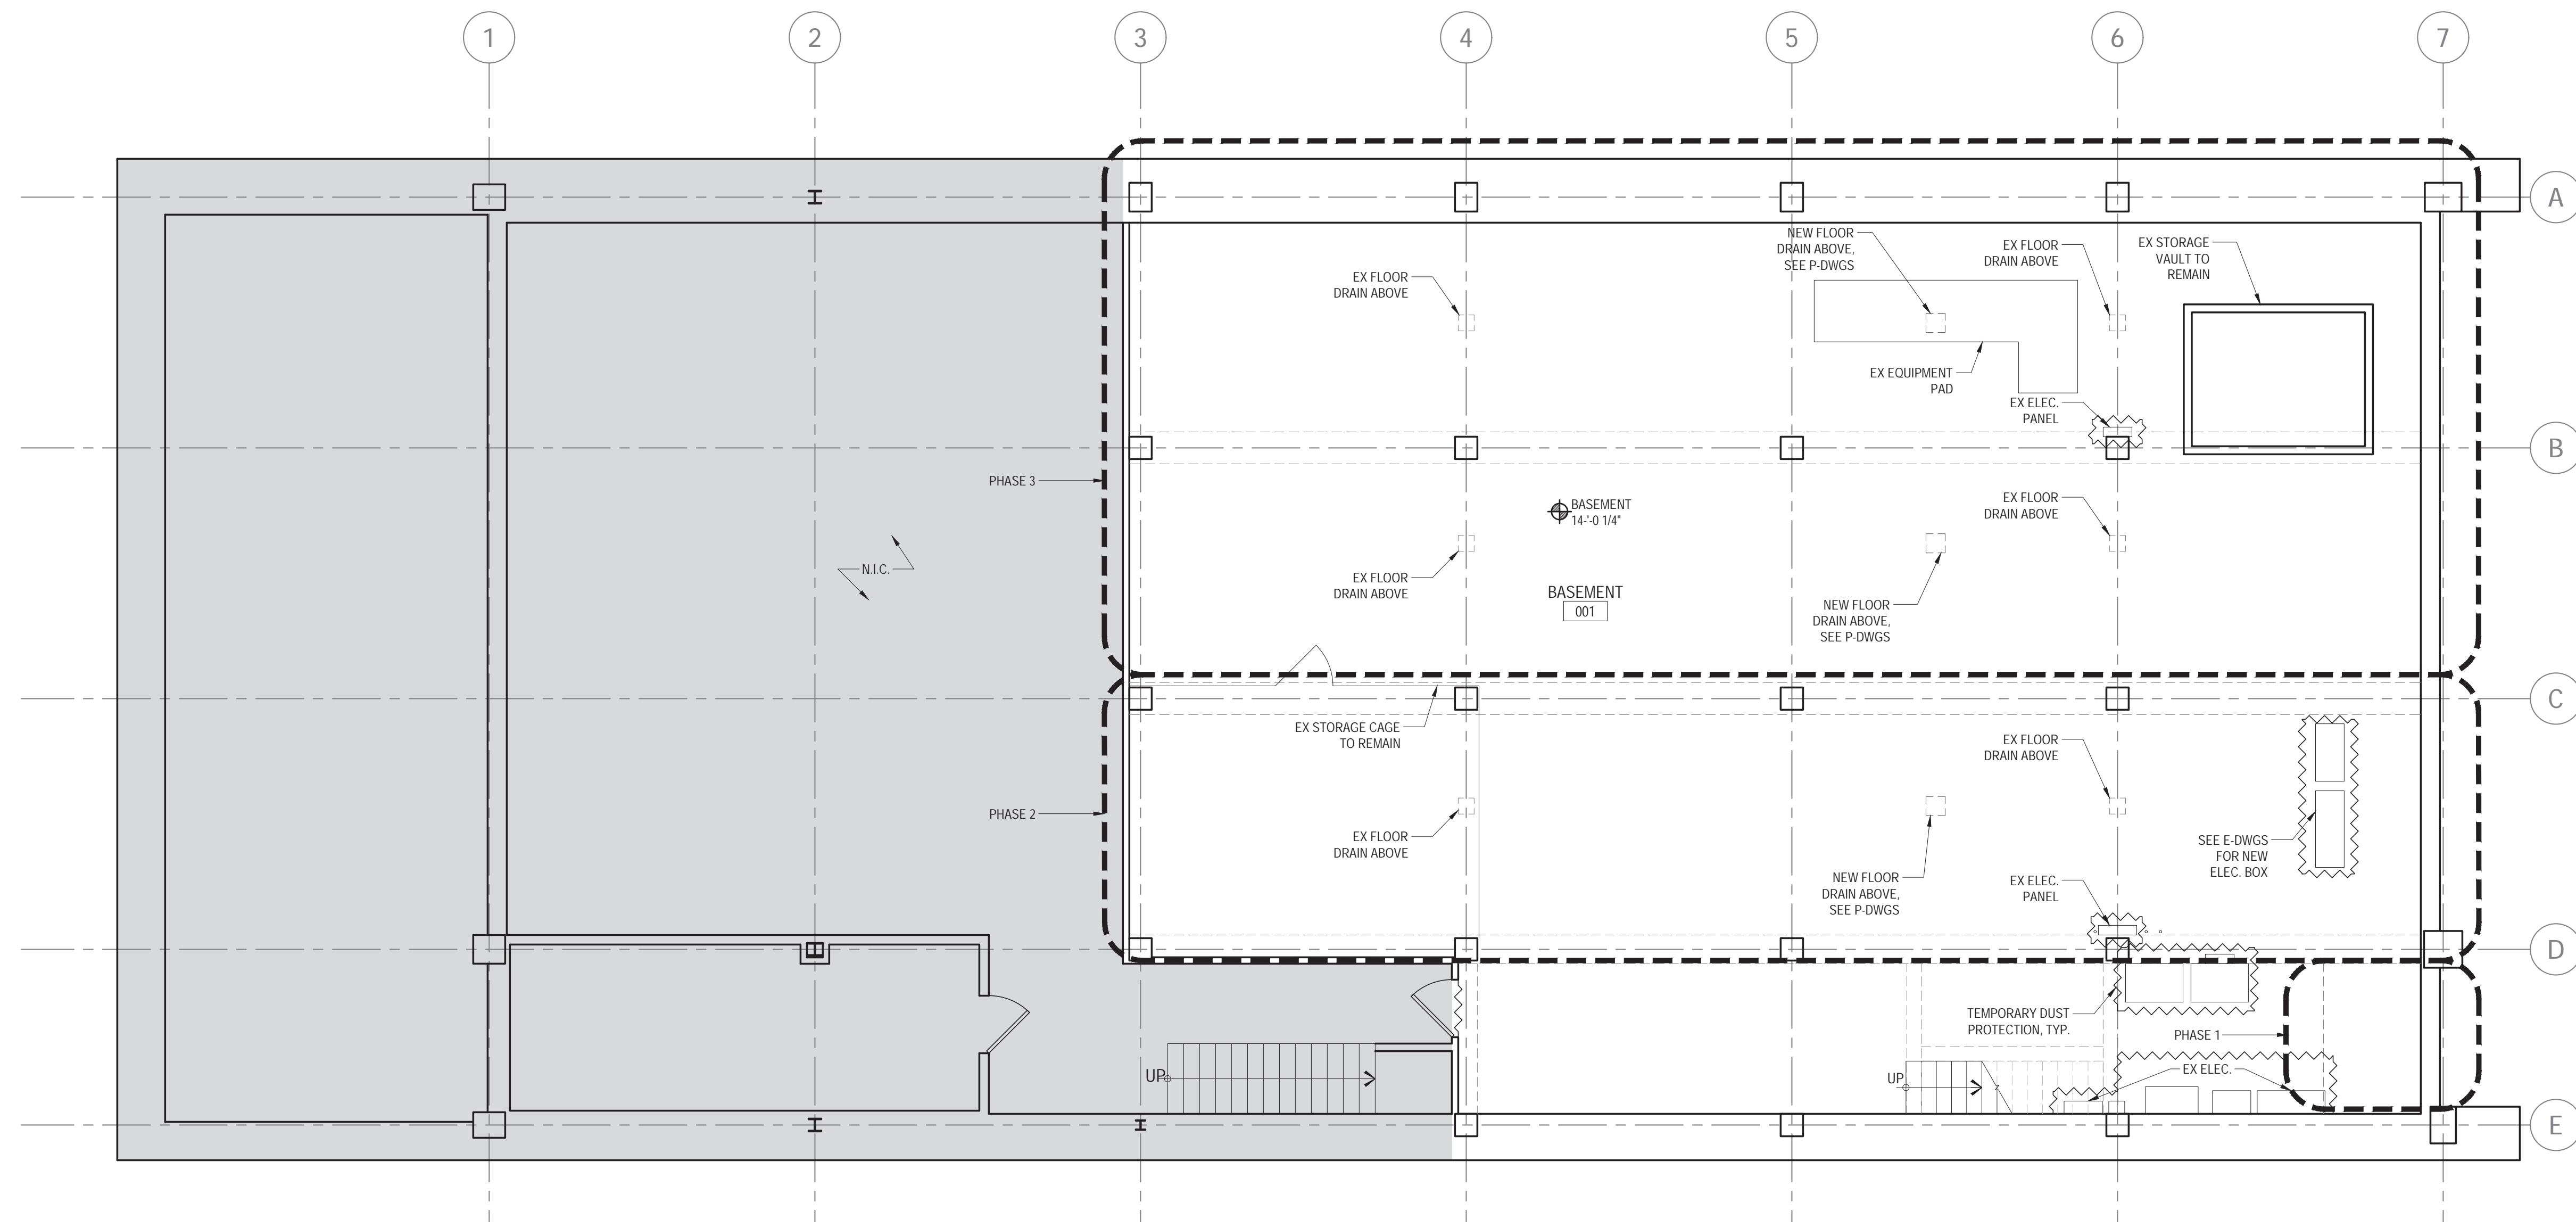 1
2
3
4
5
6
7
A
NEW FLOOR
DRAIN ABOVE,
SEE P-DWGS
EX FLOOR
DRAIN ABOVE
EX STORAGE
VAULT TO
REMAIN
EX FLOOR
DRAIN ABOVE
EX EQUIPMENT
PAD
EX ELEC.
PANEL
B
PHASE 3
BASEMENT
14-'-0 1/4"
EX FLOOR
DRAIN ABOVE
N.I.C.
EX FLOOR
DRAIN ABOVE
BASEMENT
001
NEW FLOOR
DRAIN ABOVE,
SEE P-DWGS
C
EX STORAGE CAGE
TO REMAIN
EX FLOOR
DRAIN ABOVE
PHASE 2
EX FLOOR
DRAIN ABOVE
SEE E-DWGS
FOR NEW
ELEC. BOX
NEW FLOOR
DRAIN ABOVE,
SEE P-DWGS
EX ELEC.
PANEL
D
TEMPORARY DUST
PROTECTION, TYP.
PHASE 1
EX ELEC.
UP
UP
E